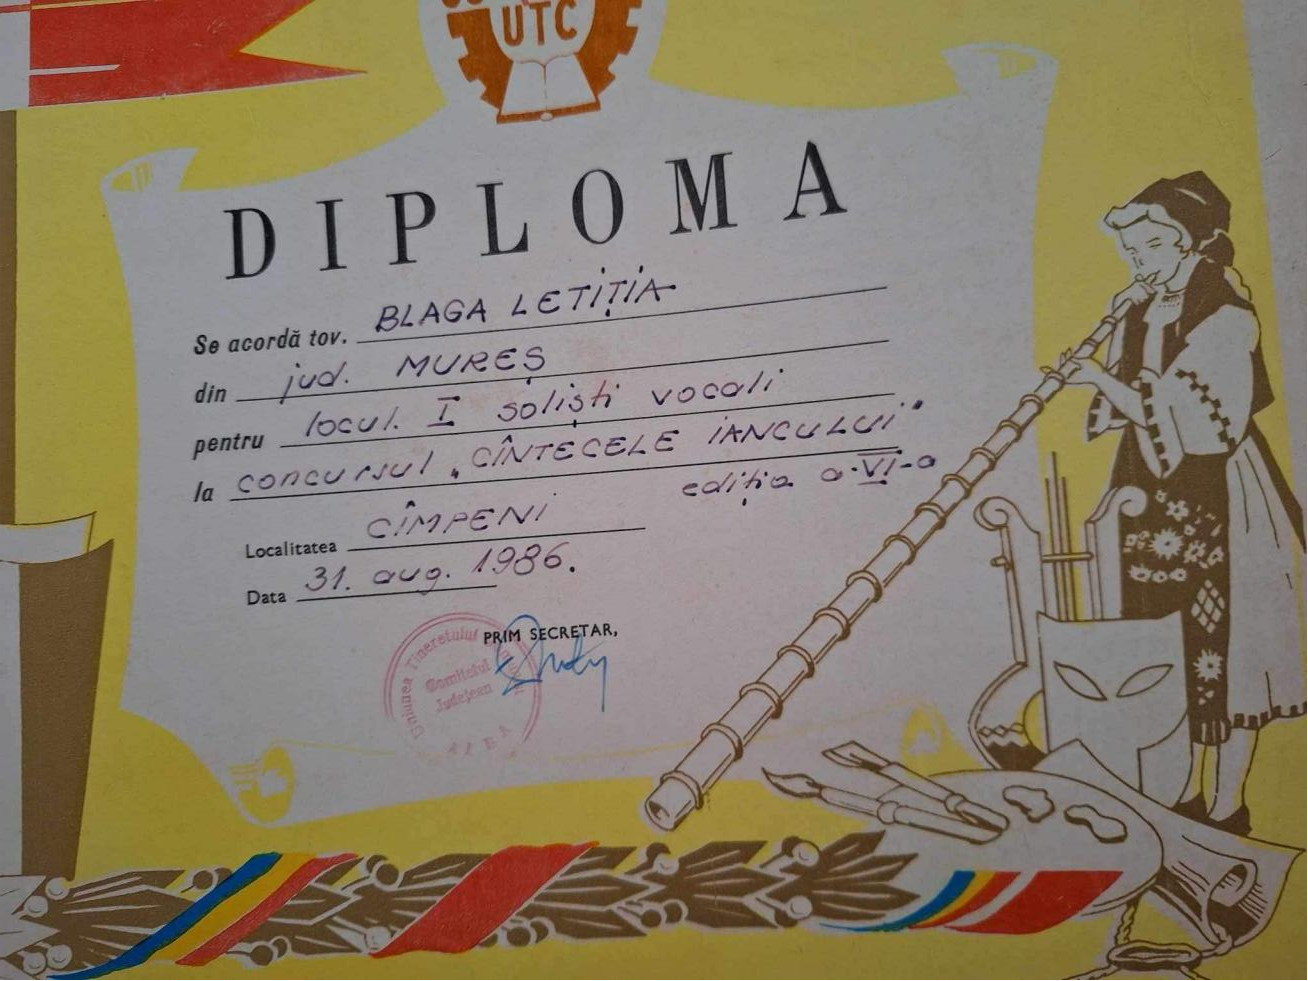 UTC
DIPLOMA
Se acordă tov. BLAGA LETIȚIA
din jud. MUREȘ
pentru locul. I soliști vocali
la concursul „CÎNTECELE IANCULUI"
ediția a-VI-a
Localitatea CÎMPENI
Data 31. aug. 1986.
PRIM SECRETAR,
Uniunea Tineretului
Comitetul
Județean
ALBA